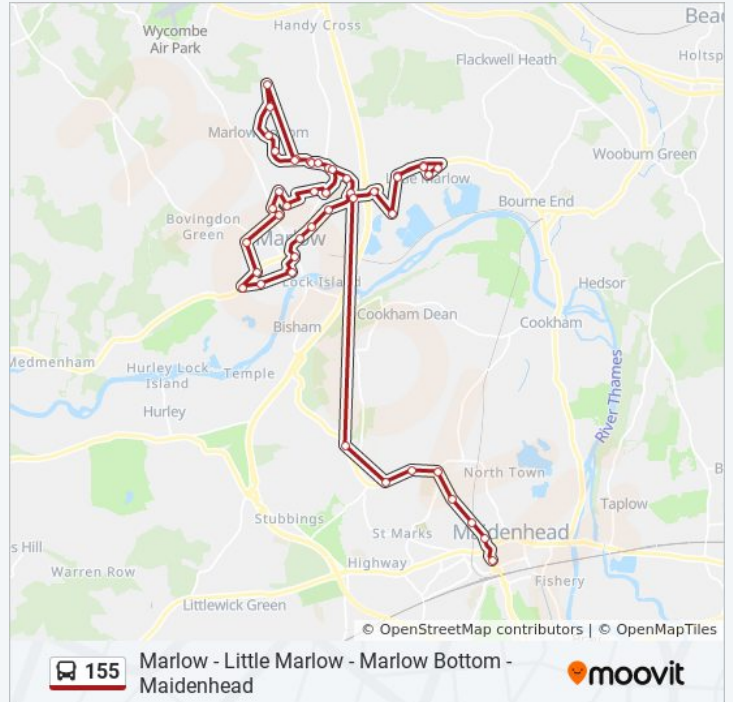 Beac
Wycombe
Air Park
Handy Cross
Holtsp
Flackwell Heath
Marlow Bottom
Wooburn Green
Little Marlow
Bourne End
Bovingdon
Green
Marlow
Lock Island
Hedsor
Cookham Dean
Cookham
Bisham
Medmenham
Hurley Lock
Island
Temple
River Thames
Hurley
North Town
Taplow
Stubbings
St Marks
Maidenhead
s Hill
Highway
Warren Row
Fishery
Littlewick Green
© OpenStreetMap contributors | © OpenMapTiles
155
Marlow - Little Marlow - Marlow Bottom -
Maidenhead
moovit